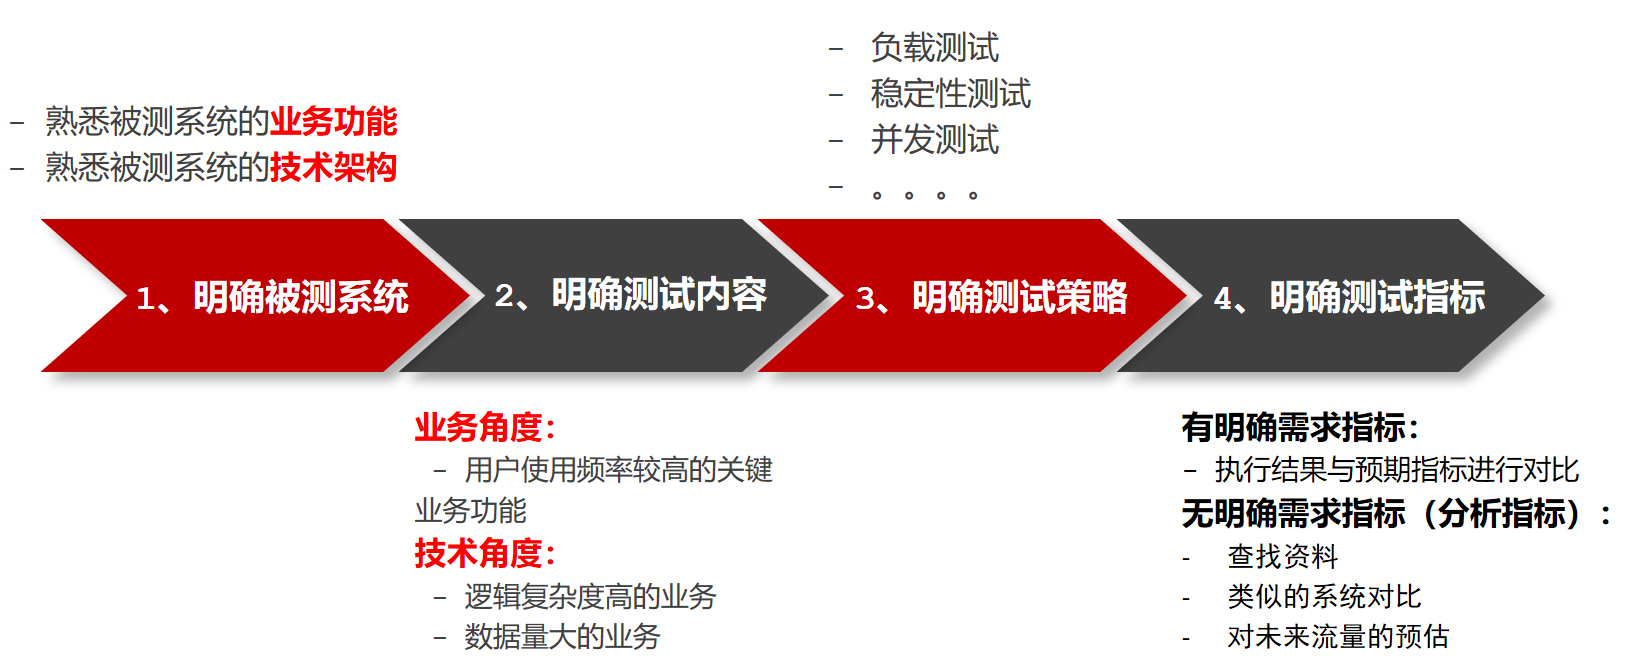 - 熟悉被测系统的业务功能
- 熟悉被测系统的技术架构
- 负载测试
- 稳定性测试
- 并发测试
- 。。。。
1、明确被测系统
2、明确测试内容
3、明确测试策略
4、明确测试指标
业务角度：
- 用户使用频率较高的关键
业务功能
技术角度：
- 逻辑复杂度高的业务
- 数据量大的业务
有明确需求指标：
- 执行结果与预期指标进行对比
无明确需求指标（分析指标）：
- 查找资料
- 类似的系统对比
- 对未来流量的预估